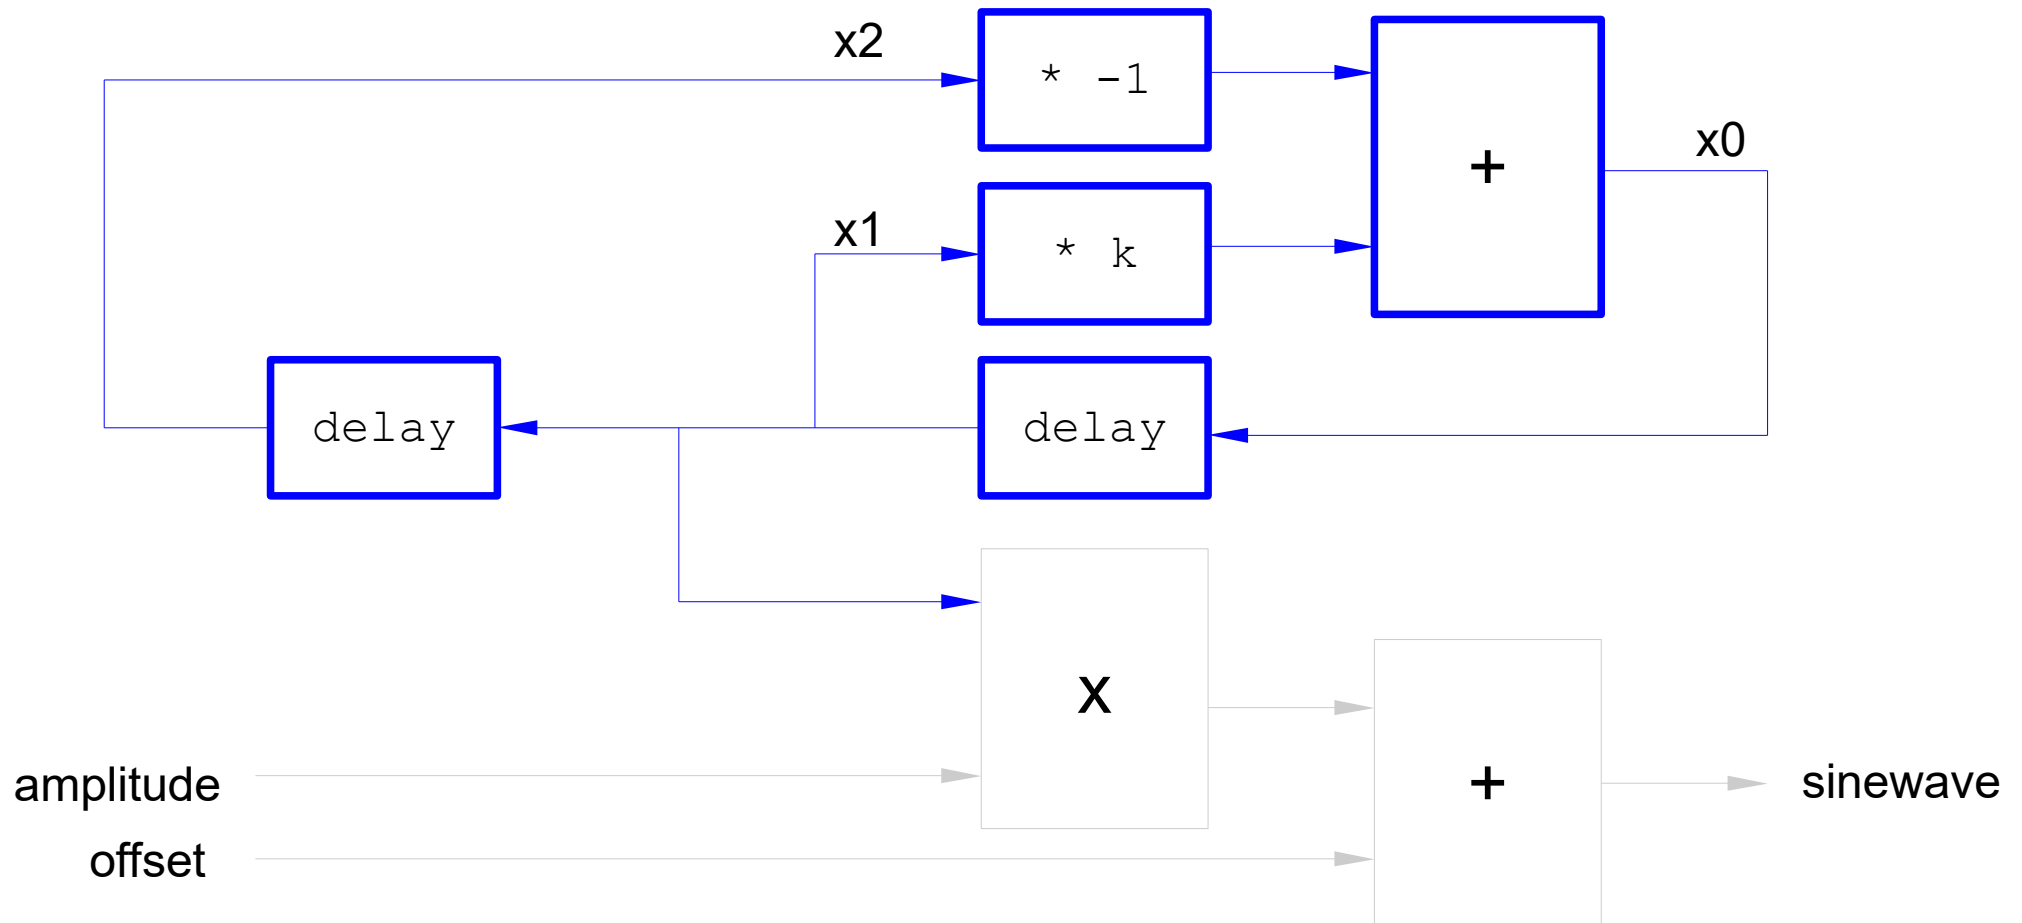 x2
* -1
x0
+
x1
* k
delay
delay
x
amplitude
+
sinewave
offset